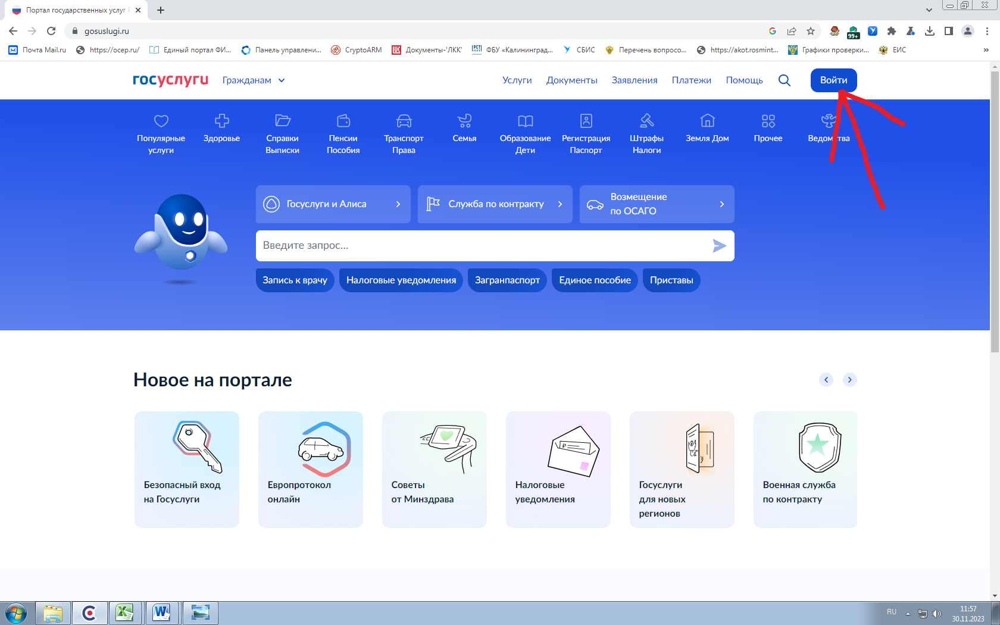 Портал государственных услуг
gosuslugi.ru
99+
Почта Mail.ru
https://ocep.ru/
Единый портал ФИ...
Панель управлени...
CryptoARM
Документы-'ЛКК'
ФБУ «Калининград...
СБИС
Перечень вопросо...
https://akot.rosmint...
Графики проверки...
ЕИС
госуслуги
Гражданам
Услуги
Документы
Заявления
Платежи
Помощь
Войти
Популярные
услуги
Здоровье
Справки
Выписки
Пенсии
Пособия
Транспорт
Права
Семья
Образование
Дети
Регистрация
Паспорт
Штрафы
Налоги
Земля Дом
Прочее
Ведомства
Госуслуги и Алиса
Служба по контракту
Возмещение
по ОСАГО
Введите запрос...
Запись к врачу
Налоговые уведомления
Загранпаспорт
Единое пособие
Приставы
Новое на портале
Безопасный вход
на Госуслуги
Европротокол
онлайн
Советы
от Минздрава
Налоговые
уведомления
Госуслуги
для новых
регионов
Военная служба
по контракту
RU
11:57
30.11.2023